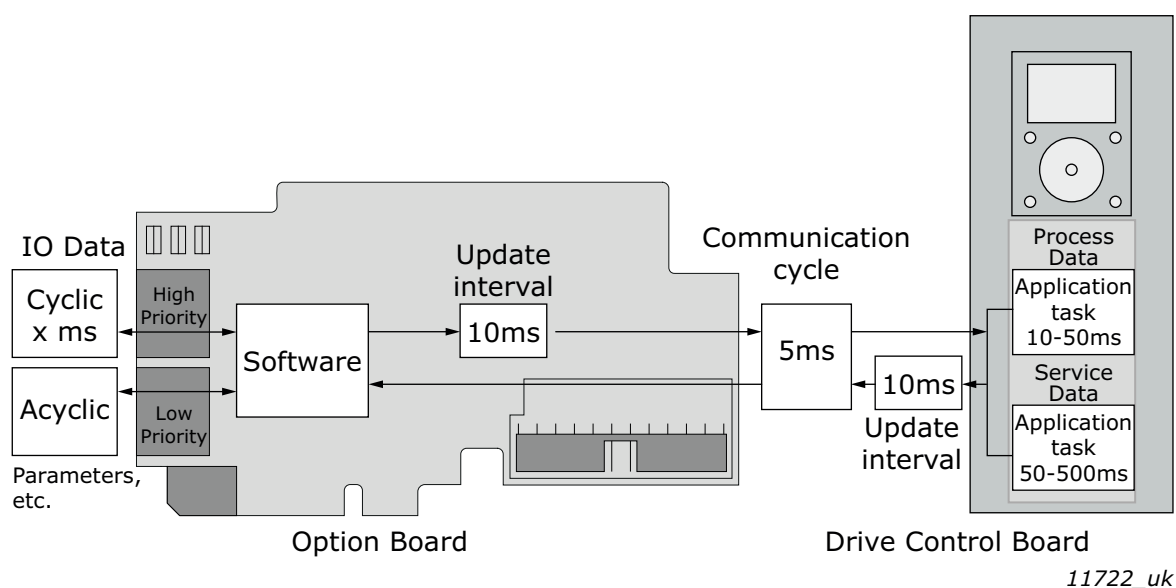 IO Data
Cyclic
x ms
High
Priority
Acyclic
Low
Priority
Parameters,
etc.
Software
Update
interval
10ms
Communication
cycle
5ms
10ms
Update
interval
Process
Data
Application
task
10-50ms
Service
Data
Application
task
50-500ms
Option Board
Drive Control Board
11722_uk